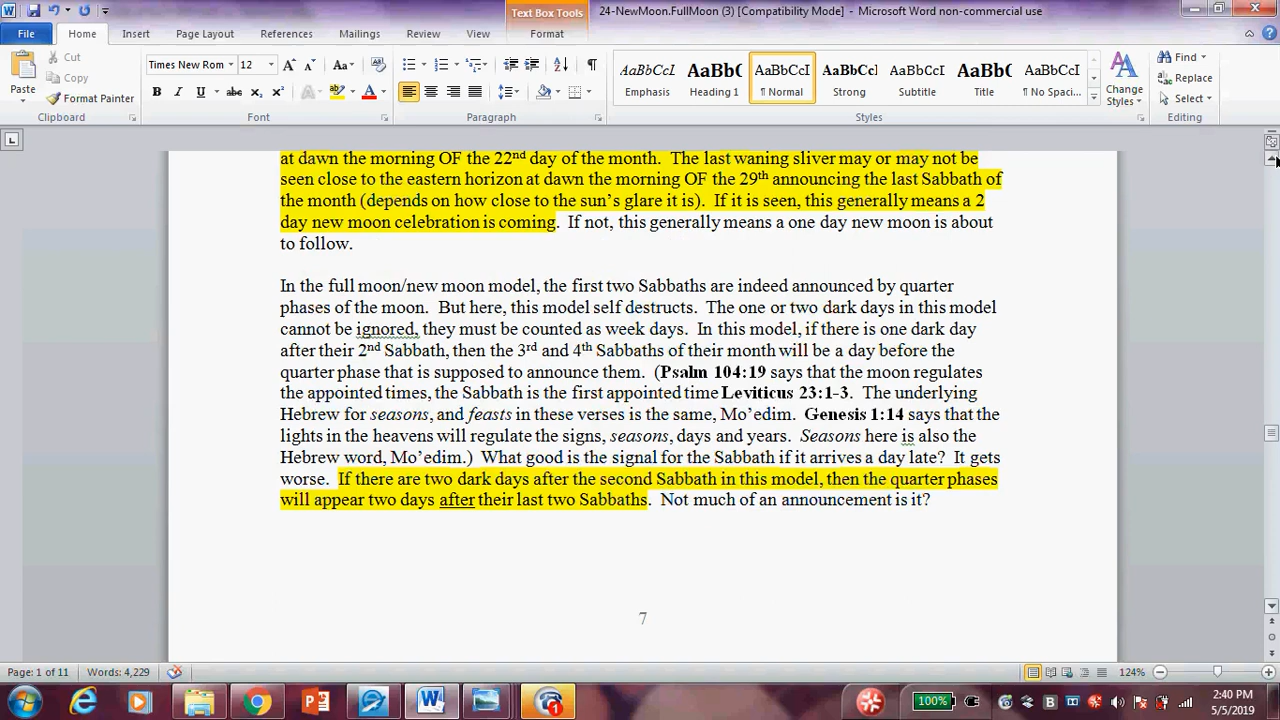 Text Box Tools
24-NewMoon.FullMoon (3) [Compatibility Mode] - Microsoft Word non-commercial use
File Home Insert Page Layout References Mailings Review View Format
Cut
Copy
Format Painter
Paste
Clipboard
Times New Rom 12
Font
Paragraph
AaBbCcI AaBb( AaBbCcI AaBbCcI AaBbCcI AaBb( AaBbCcI
Emphasis Heading 1 ¶ Normal Strong Subtitle Title ¶ No Spaci...
Change Styles
Styles
Find
Replace
Select
Editing
at dawn the morning OF the 22nd day of the month. The last waning sliver may or may not be
seen close to the eastern horizon at dawn the morning OF the 29th announcing the last Sabbath of
the month (depends on how close to the sun’s glare it is). If it is seen, this generally means a 2
day new moon celebration is coming. If not, this generally means a one day new moon is about
to follow.
In the full moon/new moon model, the first two Sabbaths are indeed announced by quarter
phases of the moon. But here, this model self destructs. The one or two dark days in this model
cannot be ignored, they must be counted as week days. In this model, if there is one dark day
after their 2nd Sabbath, then the 3rd and 4th Sabbaths of their month will be a day before the
quarter phase that is supposed to announce them. (Psalm 104:19 says that the moon regulates
the appointed times, the Sabbath is the first appointed time Leviticus 23:1-3. The underlying
Hebrew for seasons, and feasts in these verses is the same, Mo’edim. Genesis 1:14 says that the
lights in the heavens will regulate the signs, seasons, days and years. Seasons here is also the
Hebrew word, Mo’edim.) What good is the signal for the Sabbath if it arrives a day late? It gets
worse. If there are two dark days after the second Sabbath in this model, then the quarter phases
will appear two days after their last two Sabbaths. Not much of an announcement is it?
7
Page: 1 of 11 Words: 4,229 124%
100%
2:40 PM
5/5/2019